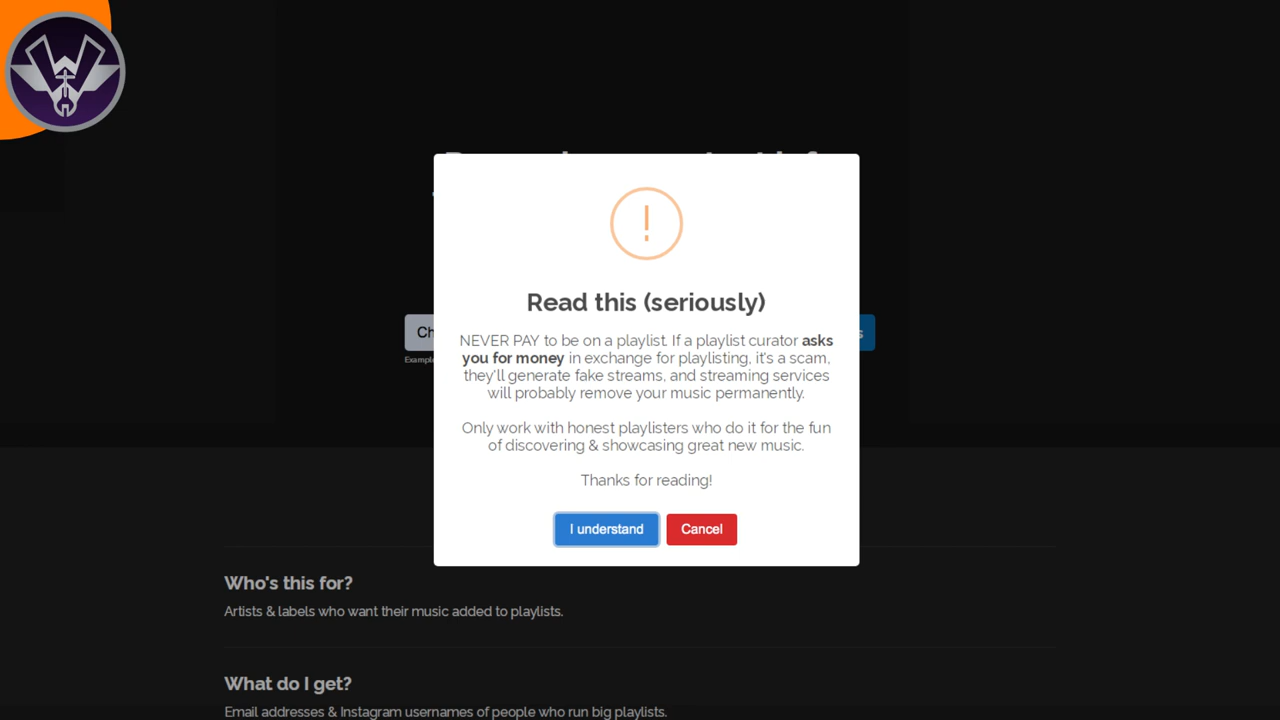 Read this (seriously)
NEVER PAY to be on a playlist. If a playlist curator asks
you for money in exchange for playlisting, it's a scam,
they'll generate fake streams, and streaming services
will probably remove your music permanently.
Only work with honest playlisters who do it for the fun
of discovering & showcasing great new music.
Thanks for reading!
I understand
Cancel
Who's this for?
Artists & labels who want their music added to playlists.
What do I get?
Email addresses & Instagram usernames of people who run big playlists.